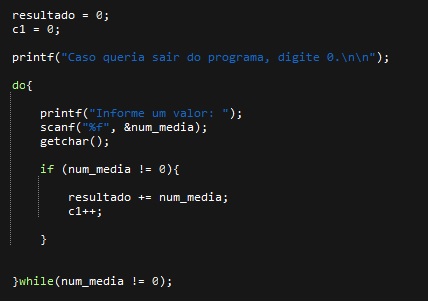 resultado = 0;
c1 = 0;
printf("Caso queria sair do programa, digite 0.\n\n");
do{
printf("Informe um valor: ");
scanf("%f", &num_media);
getchar();
if (num_media != 0){
resultado += num_media;
c1++;
}
}while(num_media != 0);